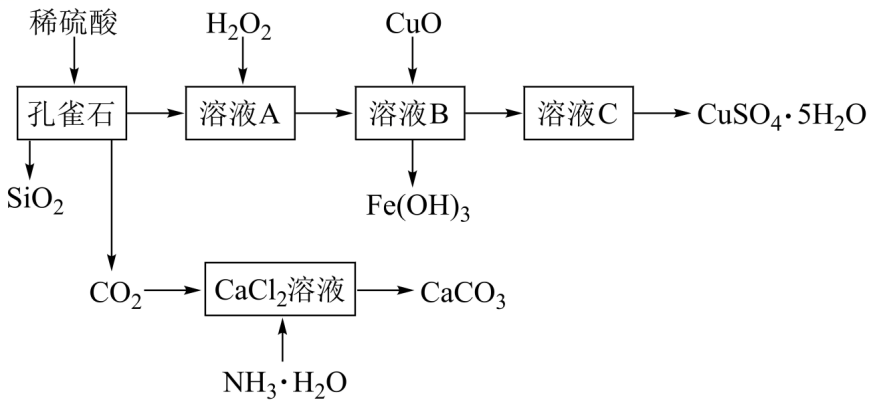 稀硫酸 H₂O₂ CuO
孔雀石 溶液A 溶液B 溶液C CuSO₄·5H₂O
SiO₂ Fe(OH)₃
CO₂ CaCl₂溶液 CaCO₃
NH₃·H₂O